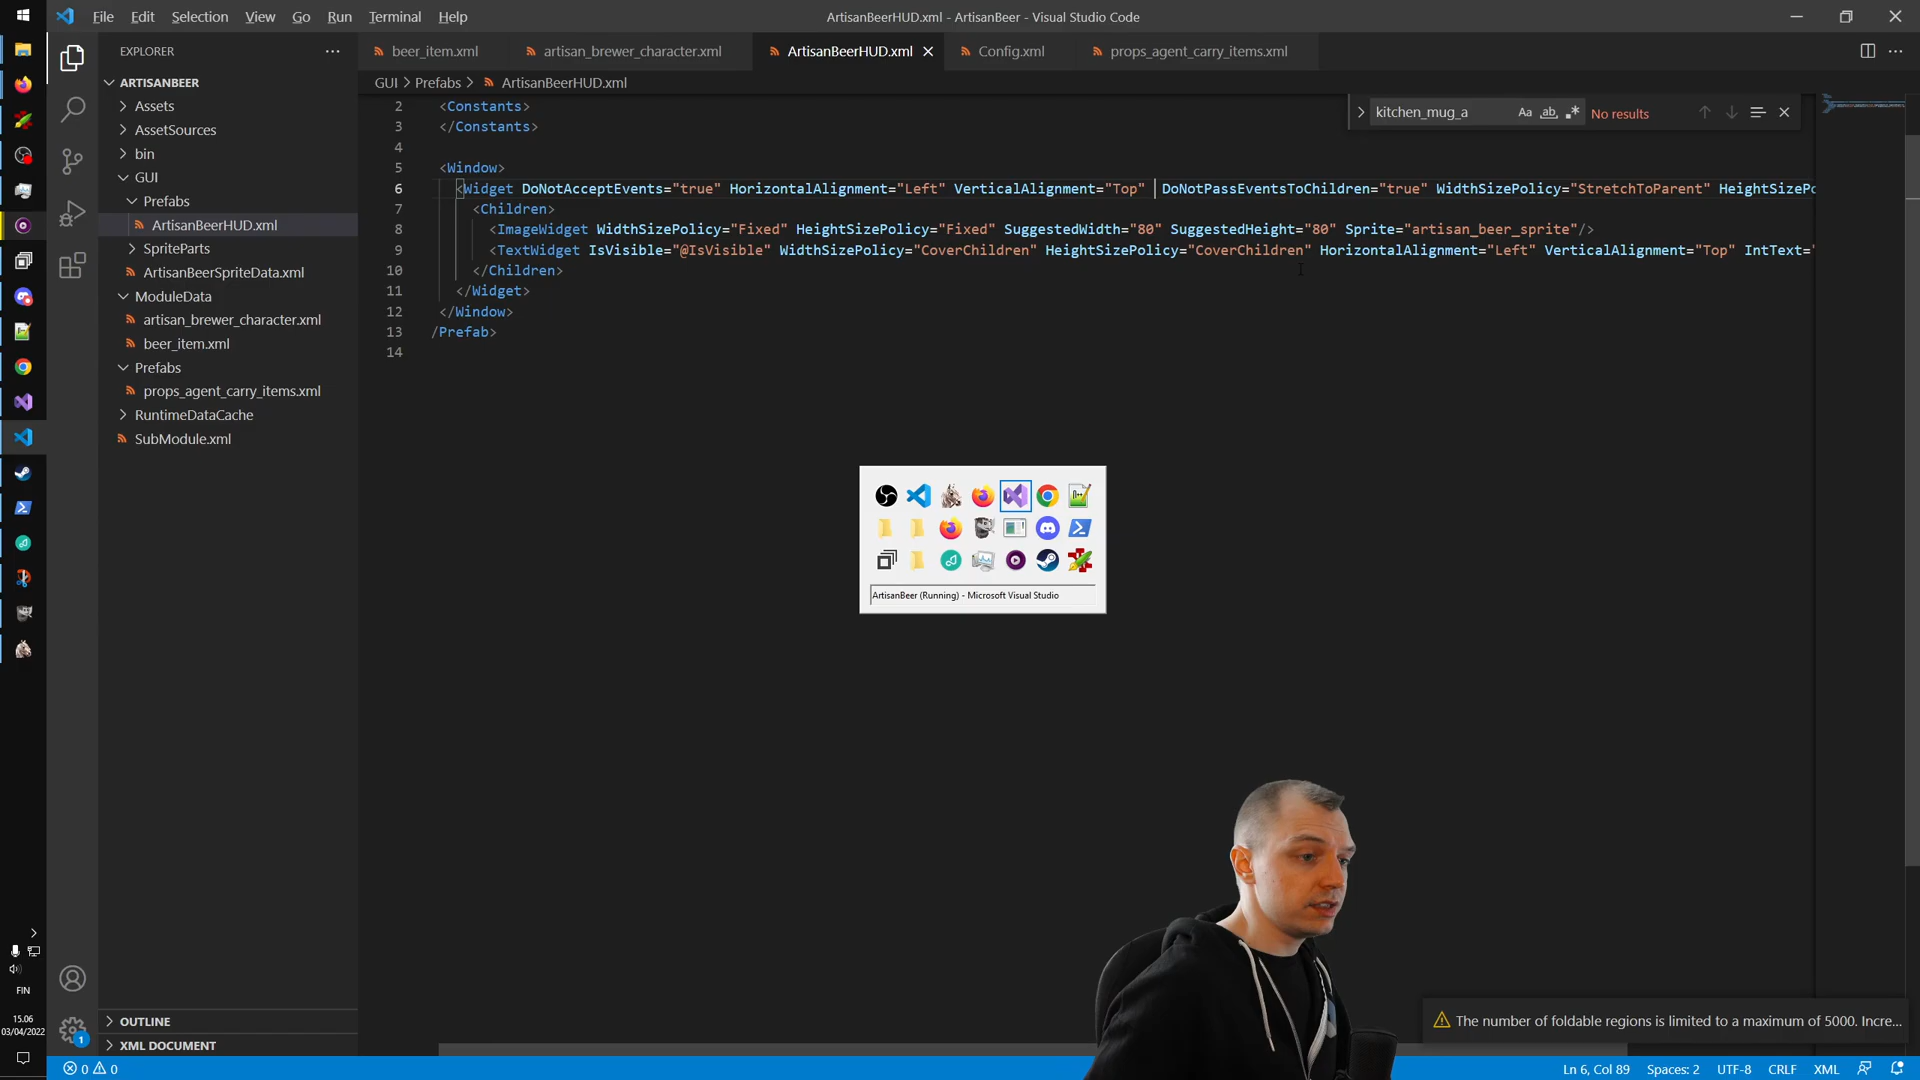 File Edit Selection View Go Run Terminal Help
ArtisanBeerHUD.xml - ArtisanBeer - Visual Studio Code
EXPLORER
beer_item.xml
artisan_brewer_character.xml
ArtisanBeerHUD.xml
Config.xml
props_agent_carry_items.xml
GUI > Prefabs > ArtisanBeerHUD.xml
kitchen_mug_a
Aa ab
No results
ARTISANBEER
Assets
AssetSources
bin
GUI
Prefabs
ArtisanBeerHUD.xml
SpriteParts
ArtisanBeerSpriteData.xml
ModuleData
artisan_brewer_character.xml
beer_item.xml
Prefabs
props_agent_carry_items.xml
RuntimeDataCache
SubModule.xml
2 <Constants>
3 </Constants>
4
5 <Window>
6 <Widget DoNotAcceptEvents="true" HorizontalAlignment="Left" VerticalAlignment="Top" DoNotPassEventsToChildren="true" WidthSizePolicy="StretchToParent" HeightSizePo
7 <Children>
8 <ImageWidget WidthSizePolicy="Fixed" HeightSizePolicy="Fixed" SuggestedWidth="80" SuggestedHeight="80" Sprite="artisan_beer_sprite"/>
9 <TextWidget IsVisible="@IsVisible" WidthSizePolicy="CoverChildren" HeightSizePolicy="CoverChildren" HorizontalAlignment="Left" VerticalAlignment="Top" IntText="
10 </Children>
11 </Widget>
12 </Window>
13 /Prefab>
14
ArtisanBeer (Running) - Microsoft Visual Studio
FIN
15.06
03/04/2022
OUTLINE
XML DOCUMENT
1
The number of foldable regions is limited to a maximum of 5000. Incre...
0 0
Ln 6, Col 89 Spaces: 2 UTF-8 CRLF XML